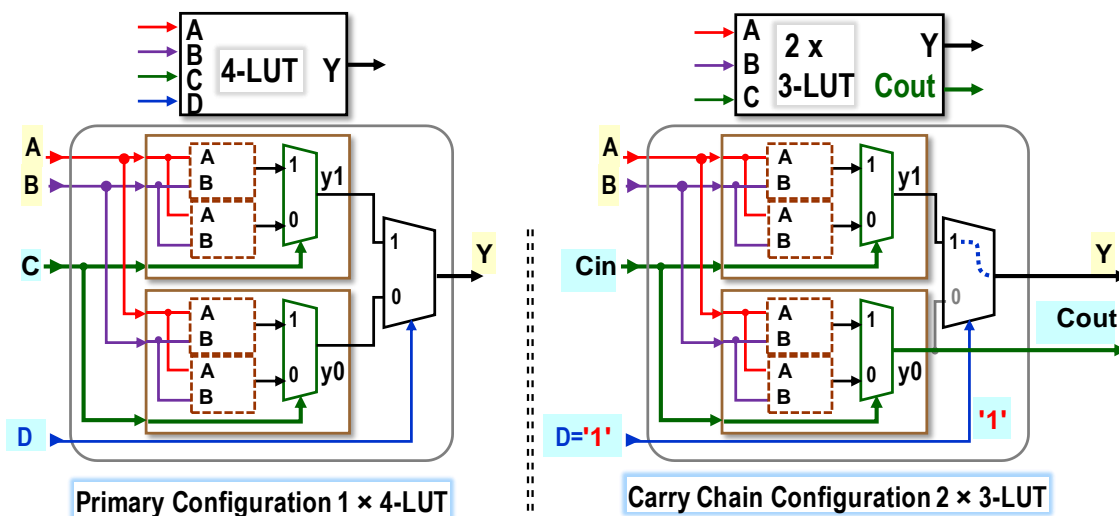 A
B
C
D
4-LUT
Y
A
B
C
2 x
3-LUT
Y
Cout
A
B
C
D
A
B
A
B
1
0
y1
A
B
A
B
1
0
y0
1
0
Y
Primary Configuration 1 × 4-LUT
A
B
Cin
D='1'
A
B
A
B
1
0
y1
A
B
A
B
1
0
y0
1
0
'1'
Y
Cout
Carry Chain Configuration 2 × 3-LUT